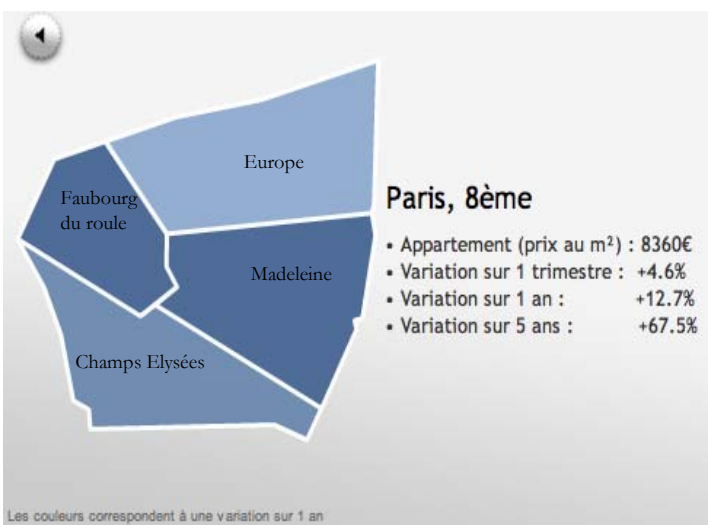 Europe
Faubourg
du roule
Madeleine
Champs Elysées
Paris, 8ème
• Appartement (prix au m²) : 8360€
• Variation sur 1 trimestre : +4.6%
• Variation sur 1 an : +12.7%
• Variation sur 5 ans : +67.5%
Les couleurs correspondent à une variation sur 1 an